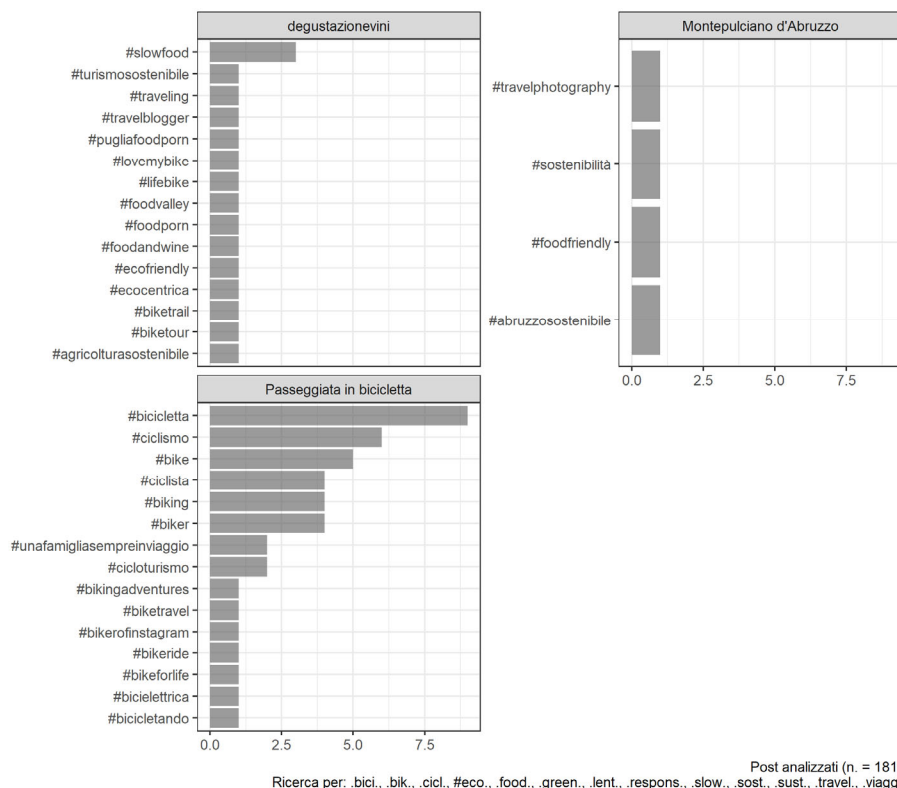 degustazionevini
#slowfood
#turismosostenibile
#traveling
#travelblogger
#pugliafoodporn
#lovemybike
#lifebike
#foodvalley
#foodporn
#foodandwine
#ecofriendly
#ecocentrica
#biketrail
#biketour
#agricolturasostenibile
Montepulciano d'Abruzzo
#travelphotography
#sostenibilità
#foodfriendly
#abruzzosostenibile
0.0 2.5 5.0 7.5
Passeggiata in bicicletta
#bicicletta
#ciclismo
#bike
#ciclista
#biking
#biker
#unafamigliasempreinviaggio
#cicloturismo
#bikingadventures
#biketravel
#bikerofinstagram
#bikeride
#bikeforlife
#bicielettrica
#bicicletando
0.0 2.5 5.0 7.5
Post analizzati (n. = 181
Ricerca per: .bici., .bik., .cicl., #eco., .food., .green., .lent., .respons., .slow., .sost., .sust., .travel., .viagg